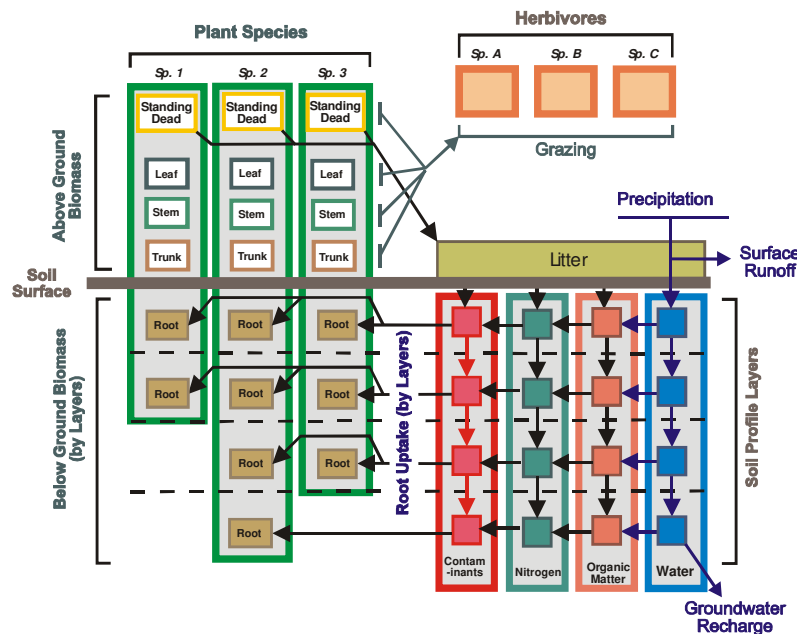 Plant Species
Herbivores
Sp. 1
Sp. 2
Sp. 3
Sp. A
Sp. B
Sp. C
Standing
Dead
Standing
Dead
Standing
Dead
Grazing
Above Ground
Biomass
Leaf
Leaf
Leaf
Stem
Stem
Stem
Trunk
Trunk
Trunk
Precipitation
Litter
Surface
Runoff
Soil
Surface
Below Ground Biomass
(by Layers)
Root
Root
Root
Root
Root
Root
Root
Root
Root
Root Uptake (by Layers)
Soil Profile Layers
Contam
-inants
Nitrogen
Organic
Matter
Water
Groundwater
Recharge